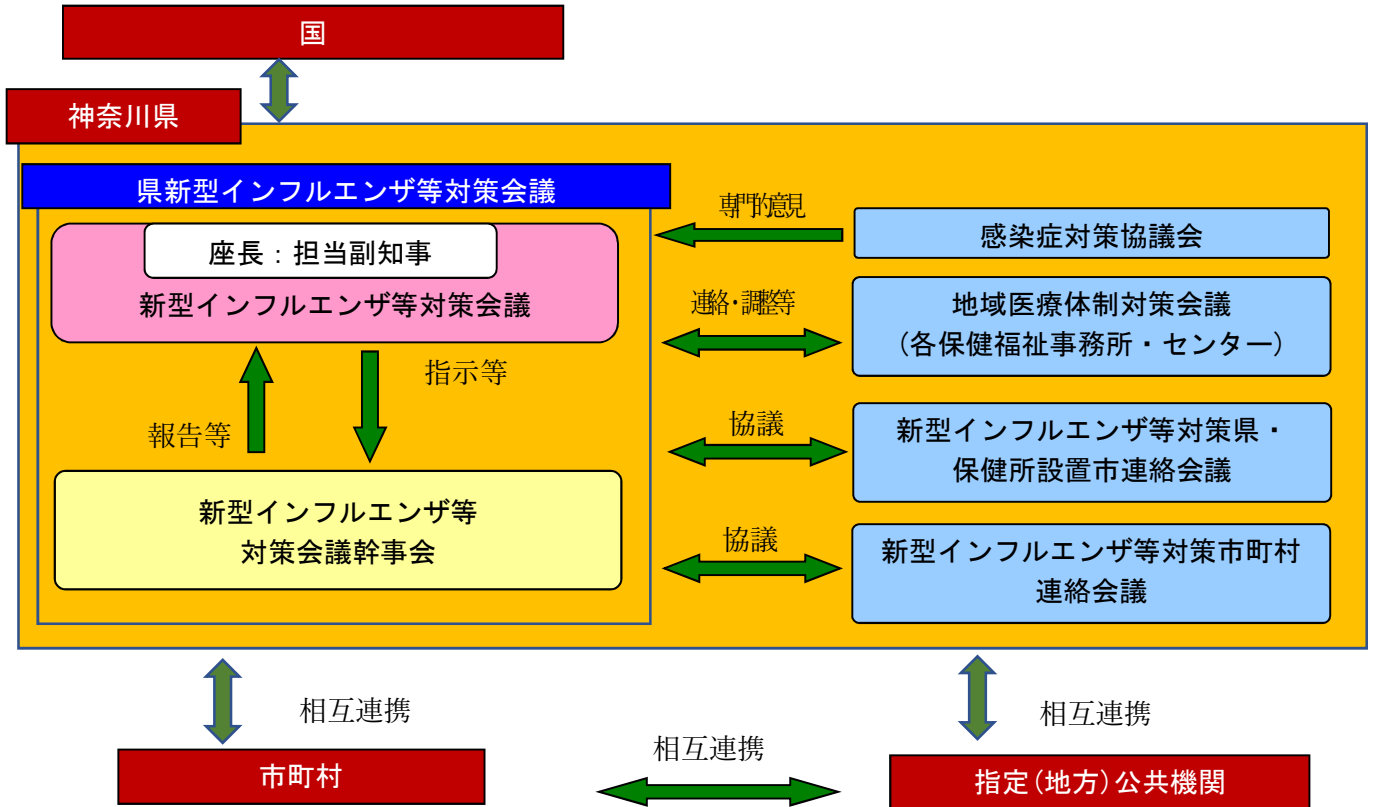 国
神奈川県
県新型インフルエンザ等対策会議
座長：担当副知事
新型インフルエンザ等対策会議
指示等
報告等
新型インフルエンザ等
対策会議幹事会
専門的意見
感染症対策協議会
連絡・調整等
地域医療体制対策会議
（各保健福祉事務所・センター）
協議
新型インフルエンザ等対策県・
保健所設置市連絡会議
協議
新型インフルエンザ等対策市町村
連絡会議
相互連携
相互連携
市町村
相互連携
指定(地方)公共機関